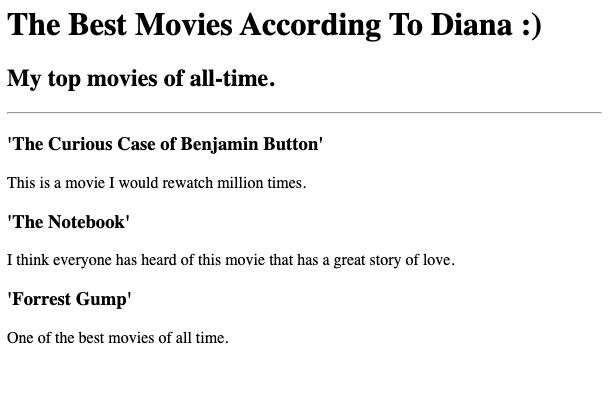 The Best Movies According To Diana :)
My top movies of all-time.
'The Curious Case of Benjamin Button'
This is a movie I would rewatch million times.
'The Notebook'
I think everyone has heard of this movie that has a great story of love.
'Forrest Gump'
One of the best movies of all time.